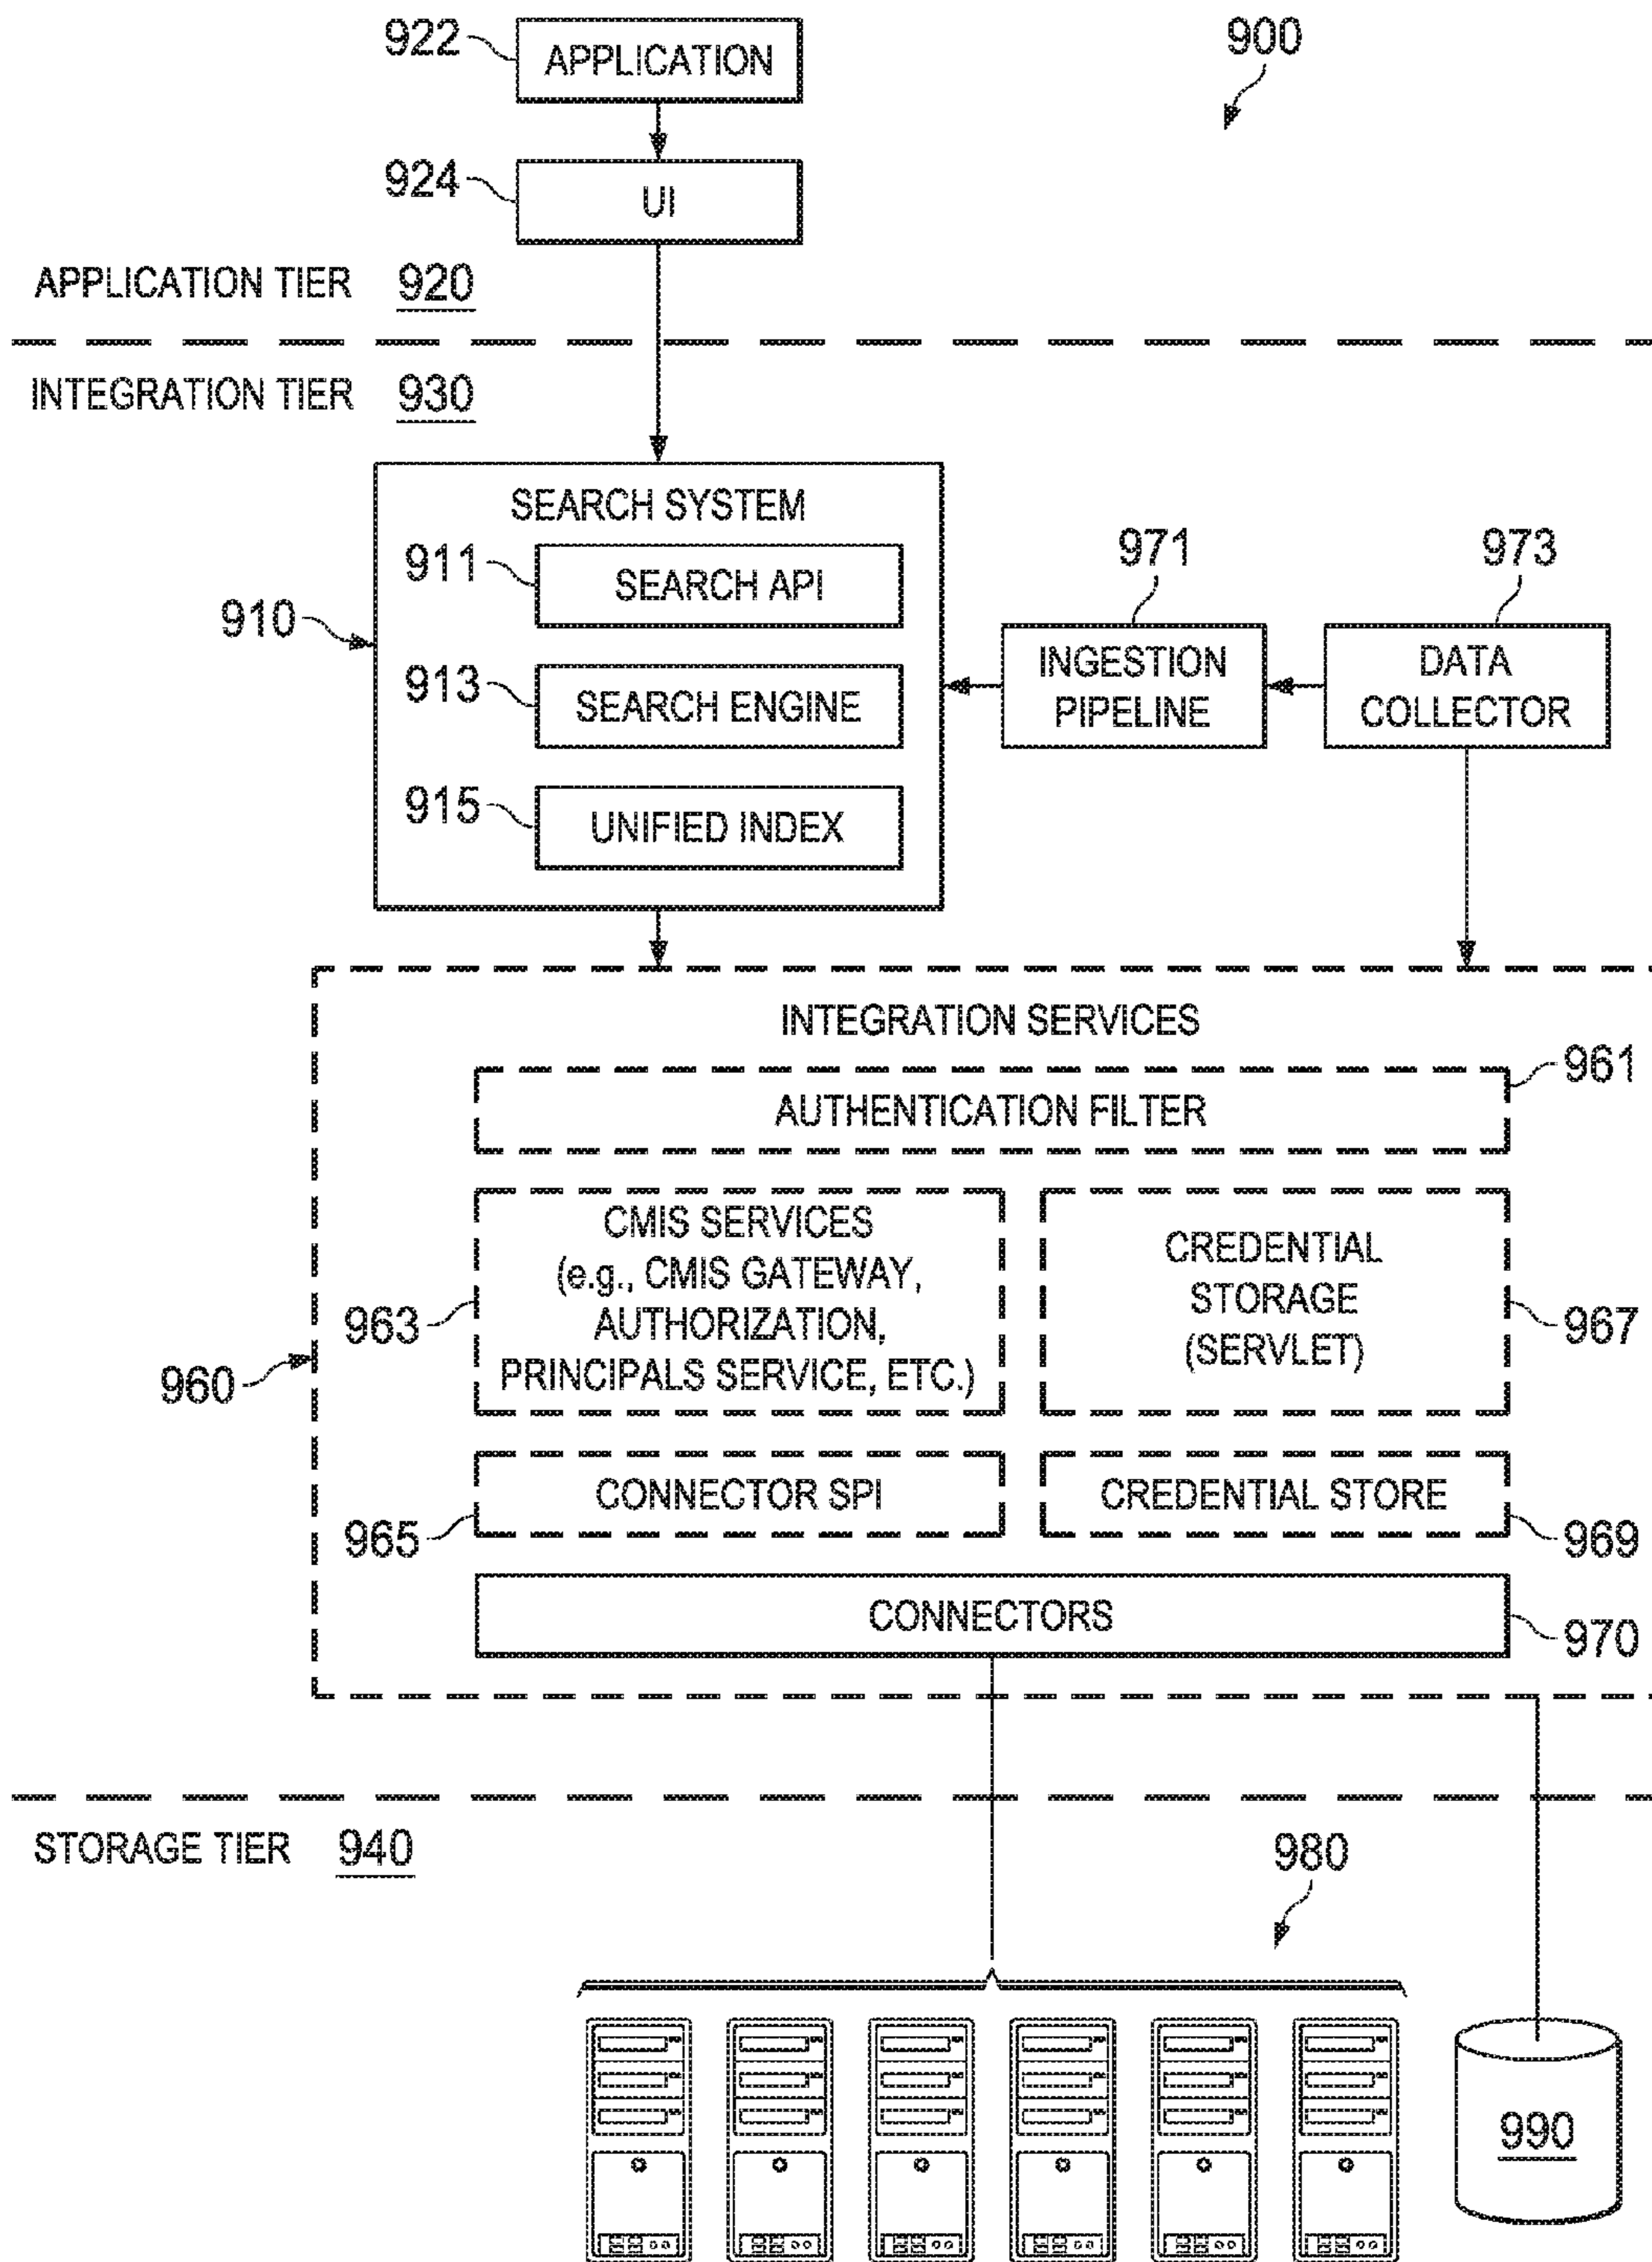 922
APPLICATION
900
924
UI
APPLICATION TIER 920
INTEGRATION TIER 930
SEARCH SYSTEM
911
SEARCH API
910
913
SEARCH ENGINE
915
UNIFIED INDEX
971
INGESTION
PIPELINE
973
DATA
COLLECTOR
INTEGRATION SERVICES
961
AUTHENTICATION FILTER
960
963
CMIS SERVICES
(e.g., CMIS GATEWAY,
AUTHORIZATION,
PRINCIPALS SERVICE, ETC.)
CREDENTIAL
STORAGE
(SERVLET)
967
965
CONNECTOR SPI
CREDENTIAL STORE
969
CONNECTORS
970
STORAGE TIER 940
980
990